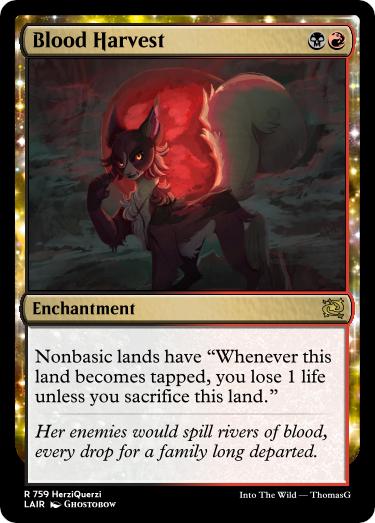 Blood Harvest
Enchantment
Nonbasic lands have “Whenever this
land becomes tapped, you lose 1 life
unless you sacrifice this land.”
Her enemies would spill rivers of blood,
every drop for a family long departed.
R 759 HerziQuerzi
Into The Wild — ThomasG
LAIR GHOSTOBOW